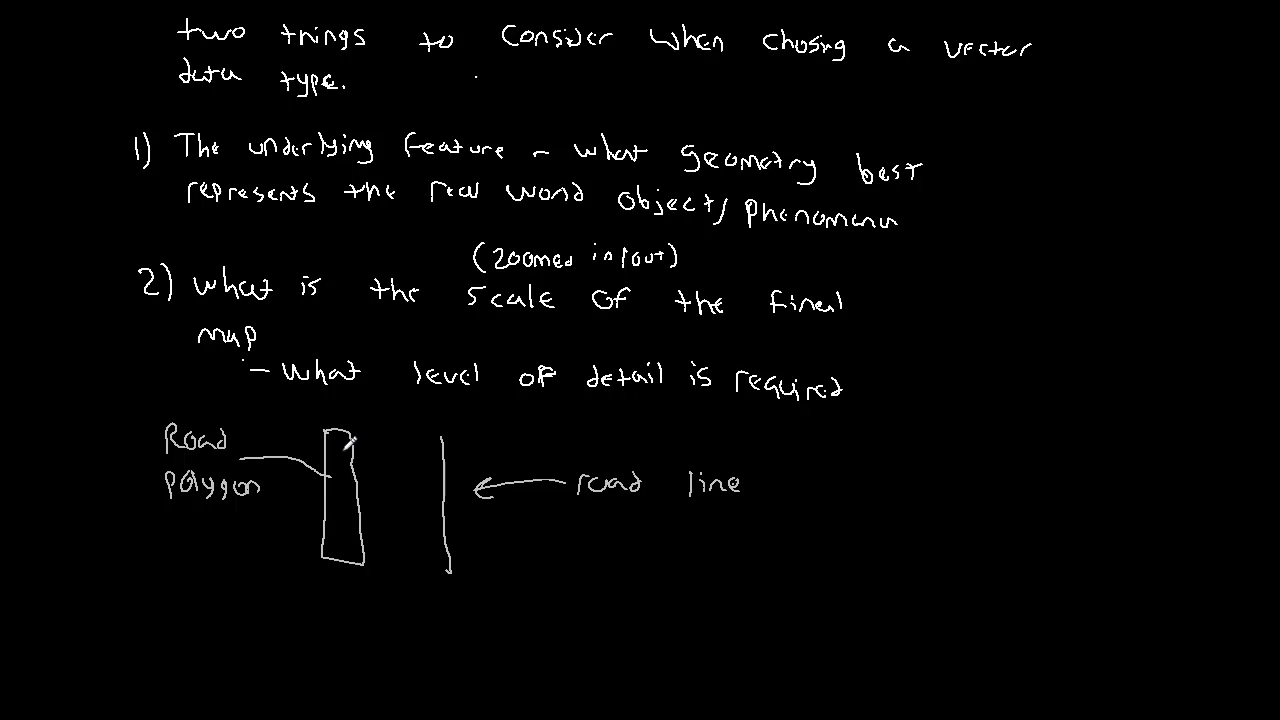 two things to consider when chosing a vector
data type.
1) The underlying feature - what geometry best
represents the real word object/phenomena
(zoomed in/out)
2) what is the scale of the final
map
- what level of detail is required
Road
polygon
road line